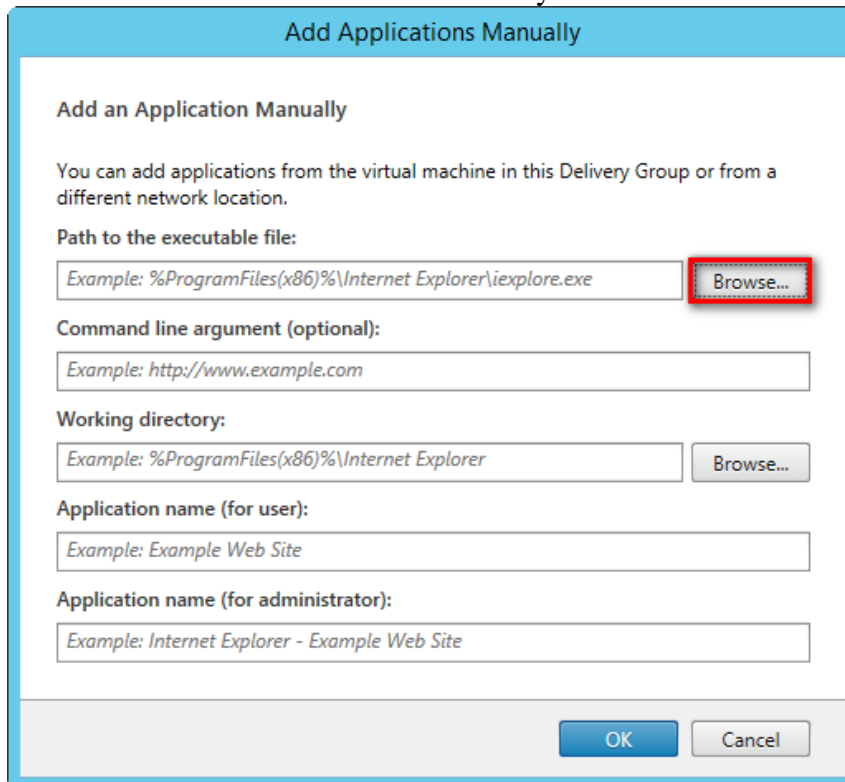 Add Applications Manually
Add an Application Manually
You can add applications from the virtual machine in this Delivery Group or from a
different network location.
Path to the executable file:
Example: %ProgramFiles(x86)%\Internet Explorer\iexplore.exe
Browse...
Command line argument (optional):
Example: http://www.example.com
Working directory:
Example: %ProgramFiles(x86)%\Internet Explorer
Browse...
Application name (for user):
Example: Example Web Site
Application name (for administrator):
Example: Internet Explorer - Example Web Site
OK
Cancel